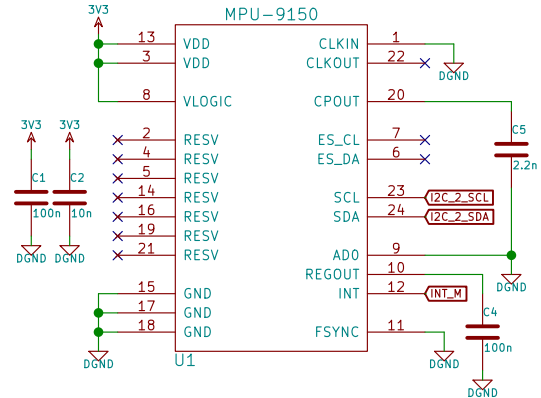 3V3
MPU-9150
13 VDD
3 VDD
8 VLOGIC
2 RESV
4 RESV
5 RESV
14 RESV
16 RESV
19 RESV
21 RESV
15 GND
17 GND
18 GND
DGND
U1
CLKIN 1
DGND
CLKOUT 22
CPOUT 20
C5
2.2n
ES_CL 7
ES_DA 6
SCL 23 I2C_2_SCL
SDA 24 I2C_2_SDA
AD0 9
DGND
REGOUT 10
INT 12 INT_M
C4
100n
DGND
FSYNC 11
DGND
3V3
C1
100n
DGND
3V3
C2
10n
DGND